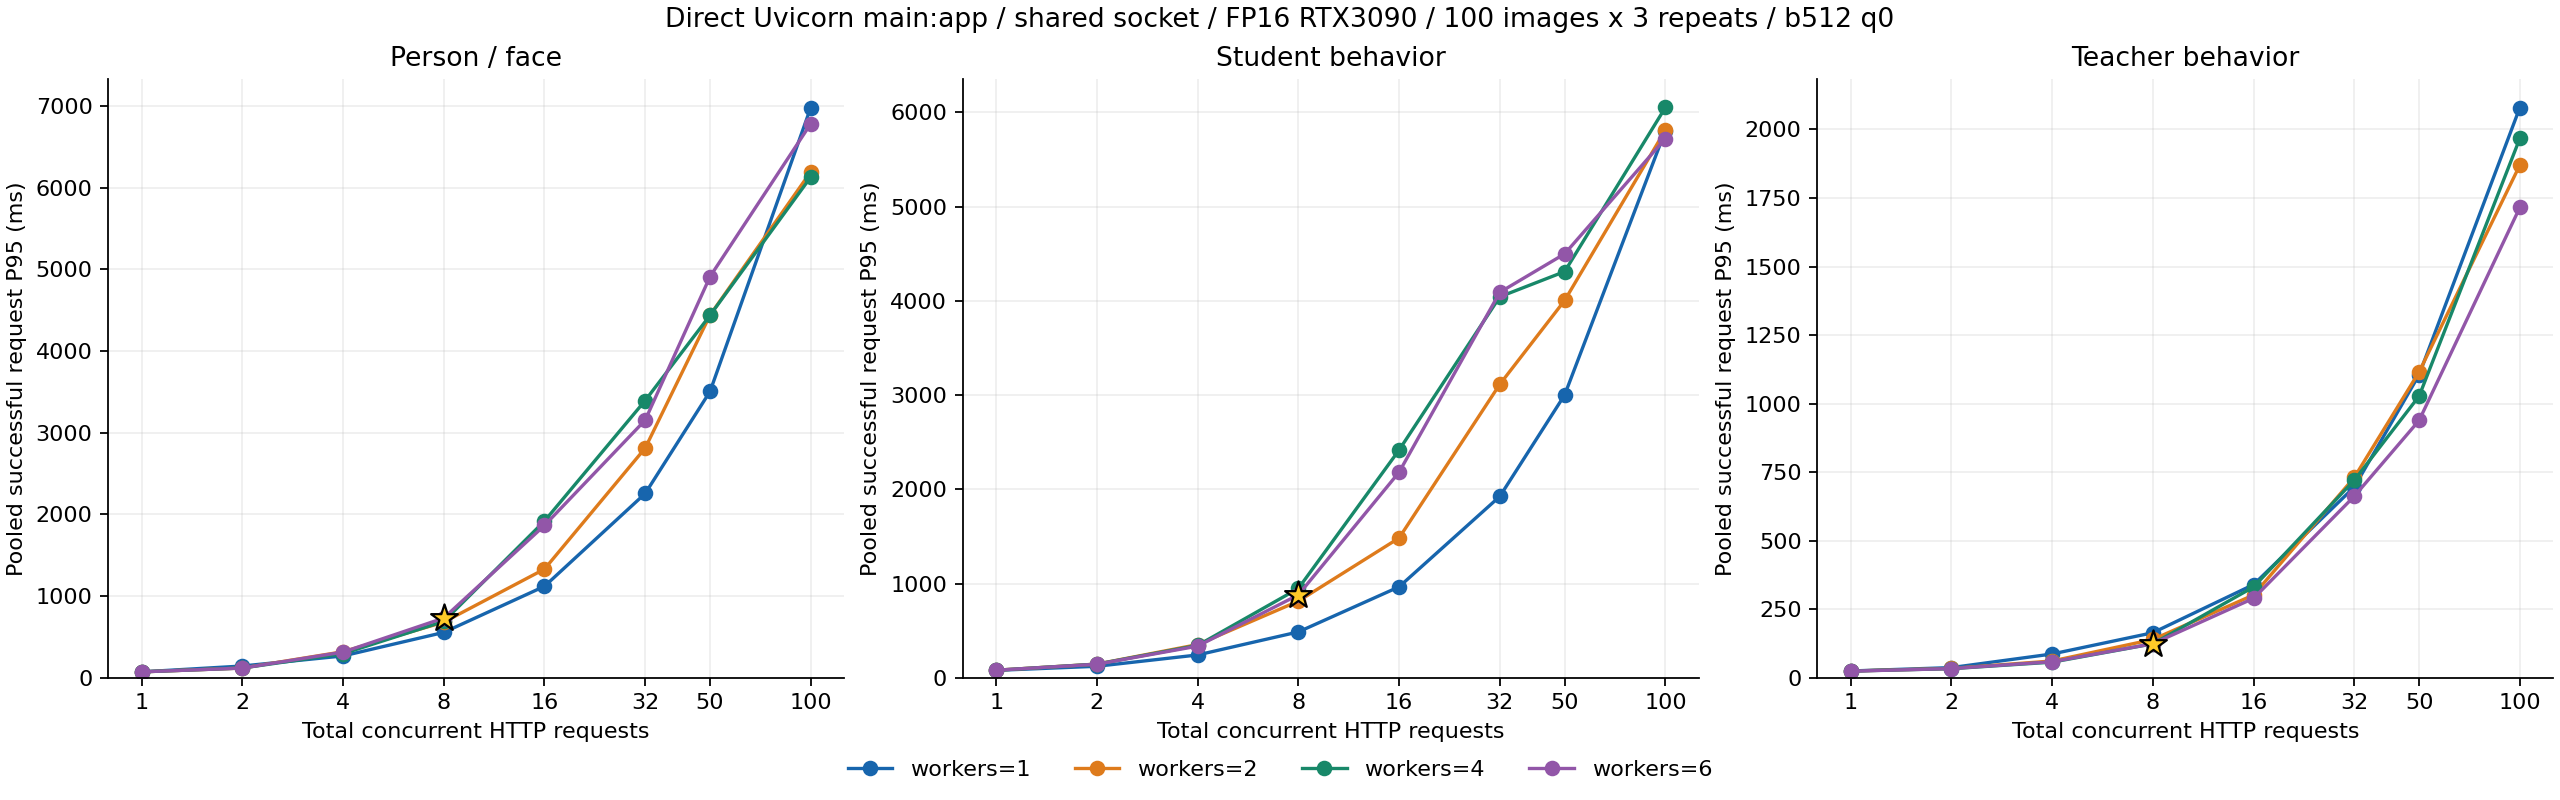 Direct Uvicorn main:app / shared socket / FP16 RTX3090 / 100 images x 3 repeats / b512 q0
Person / face
Pooled successful request P95 (ms)
7000
6000
5000
4000
3000
2000
1000
0
1 2 4 8 16 32 50 100
Total concurrent HTTP requests
Student behavior
Pooled successful request P95 (ms)
6000
5000
4000
3000
2000
1000
0
1 2 4 8 16 32 50 100
Total concurrent HTTP requests
Teacher behavior
Pooled successful request P95 (ms)
2000
1750
1500
1250
1000
750
500
250
0
1 2 4 8 16 32 50 100
Total concurrent HTTP requests
workers=1 workers=2 workers=4 workers=6